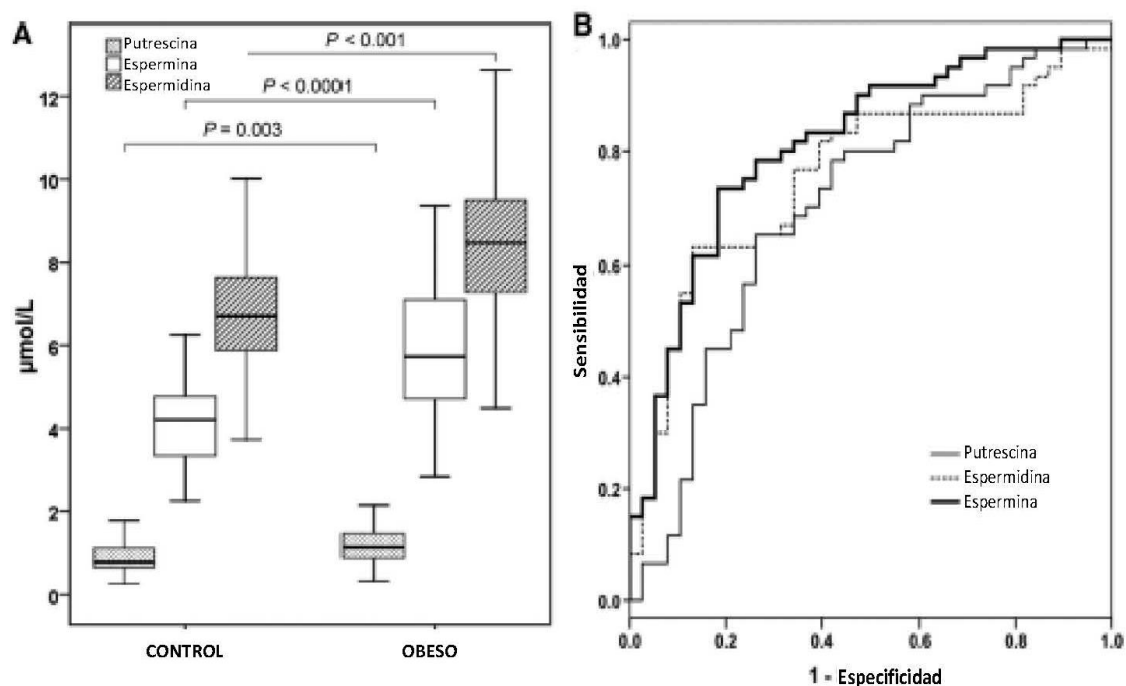 A
Putrescina
Espermina
Espermidina
P < 0.001
P < 0.0001
P = 0.003
12
10
8
6
4
2
0
µmol/L
CONTROL
OBESO
B
1.0
0.8
0.6
0.4
0.2
0.0
Sensibilidad
Putrescina
Espermidina
Espermina
0.0
0.2
0.4
0.6
0.8
1.0
1 - Especificidad